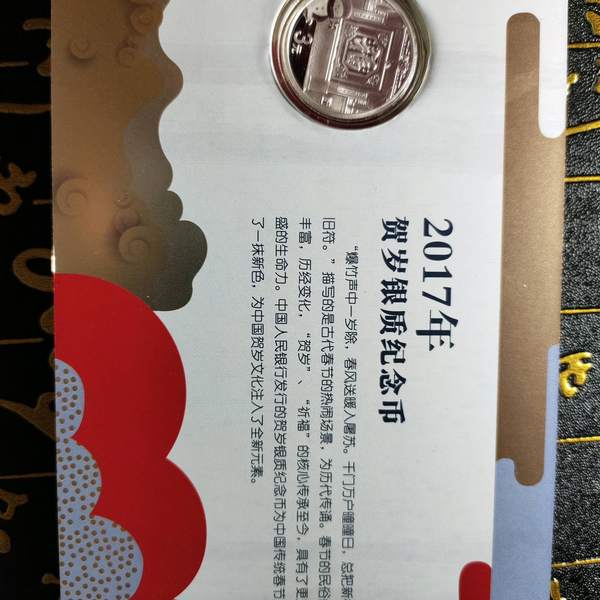 3元
2017年
贺岁银质纪念币
“爆竹声中一岁除，春风送暖入屠苏。千门万户曈曈日，总把新
旧符。” 描写的是古代春节的热闹场景，为历代传诵。春节的民俗
丰富，历经变化，“贺岁”、“祈福”的核心传承至今，具有了更
盛的生命力。中国人民银行发行的贺岁银质纪念币为中国传统春节
了一抹新色，为中国贺岁文化注入了全新元素。